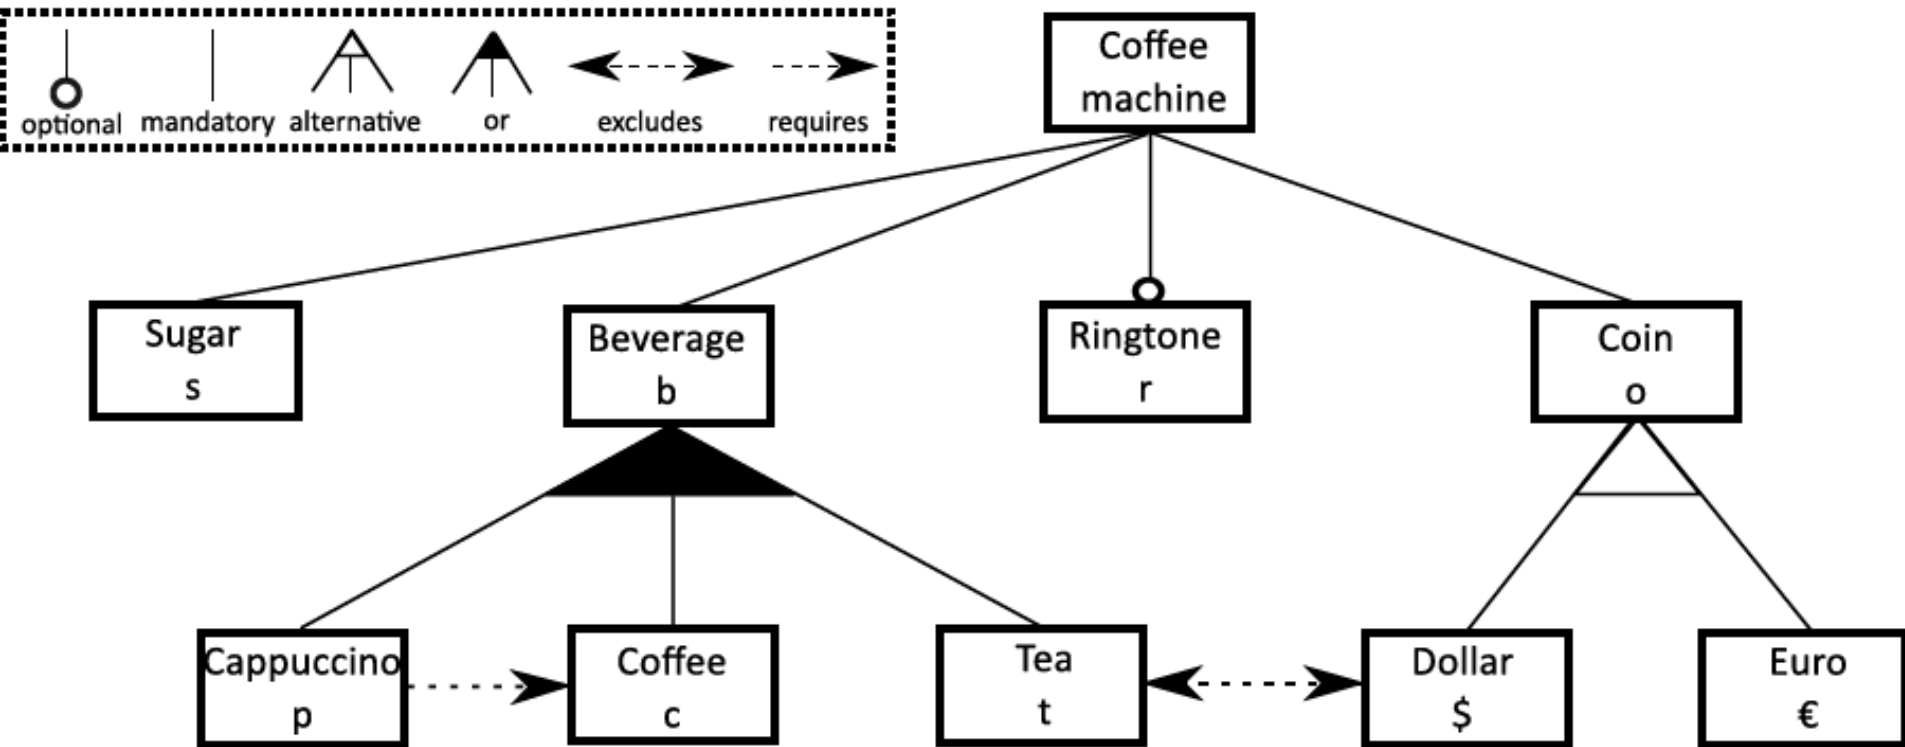 optional mandatory alternative or excludes requires
Coffee
machine
Sugar
s
Beverage
b
Ringtone
r
Coin
o
Cappuccino
p
Coffee
c
Tea
t
Dollar
$
Euro
€